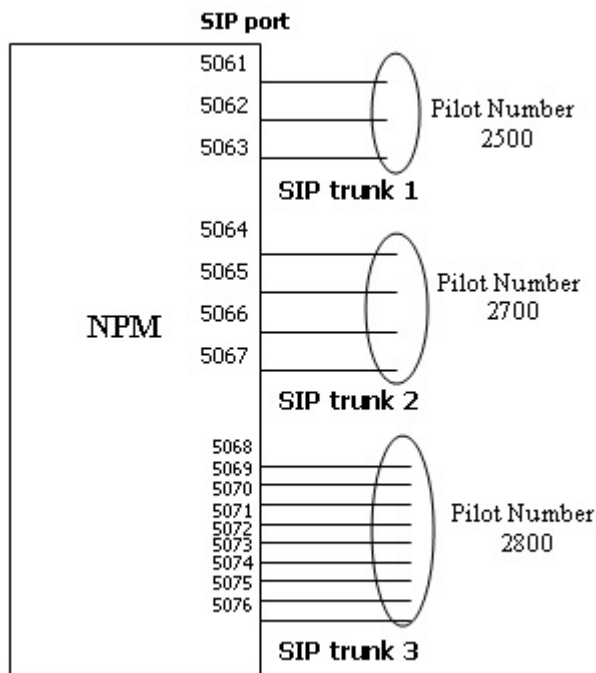 SIP port
5061
5062
5063
Pilot Number
2500
SIP trunk 1
5064
5065
5066
5067
Pilot Number
2700
NPM
SIP trunk 2
5068
5069
5070
5071
5072
5073
5074
5075
5076
Pilot Number
2800
SIP trunk 3